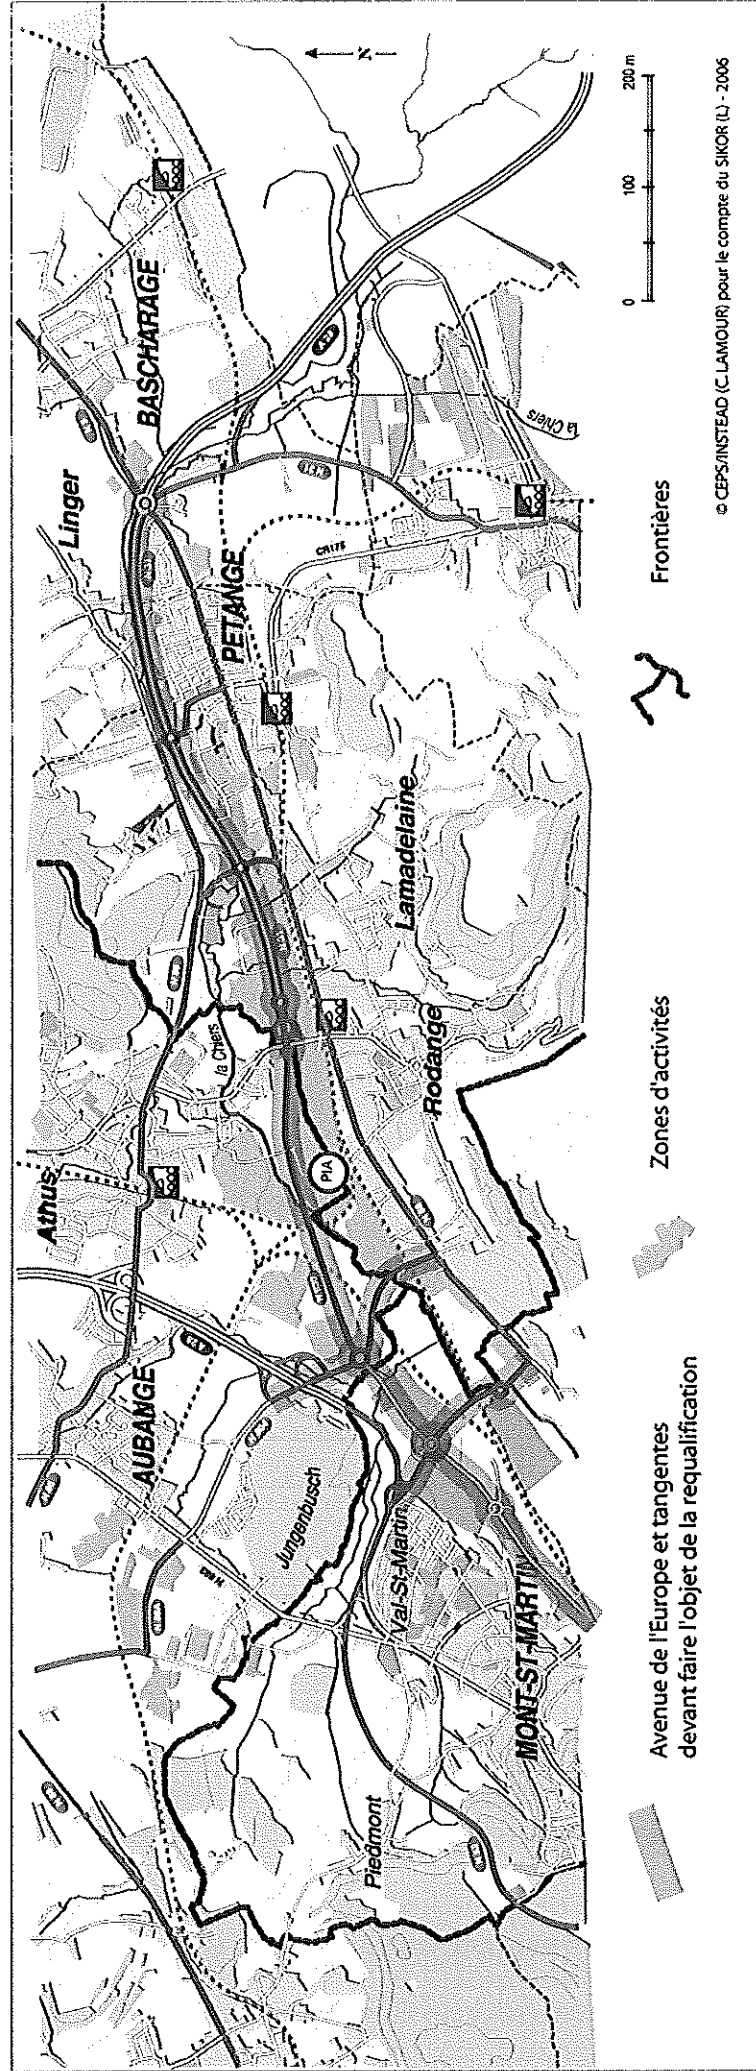 Linger
BASCHARAGE
Athus
PETANGE
AUBANGE
la Chiers
CR176
la Chiers
Jungenbusch
PIA
Lamadelaine
Rodange
Val-St-Martin
Piedmont
MONT-ST-MARTIN
N
Avenue de l'Europe et tangentes
devant faire l'objet de la requalification
Zones d'activités
Frontières
0 100 200 m
© CEPS/INSTEAD (C. LAMOUR) pour le compte du SIKOR (L) - 2006